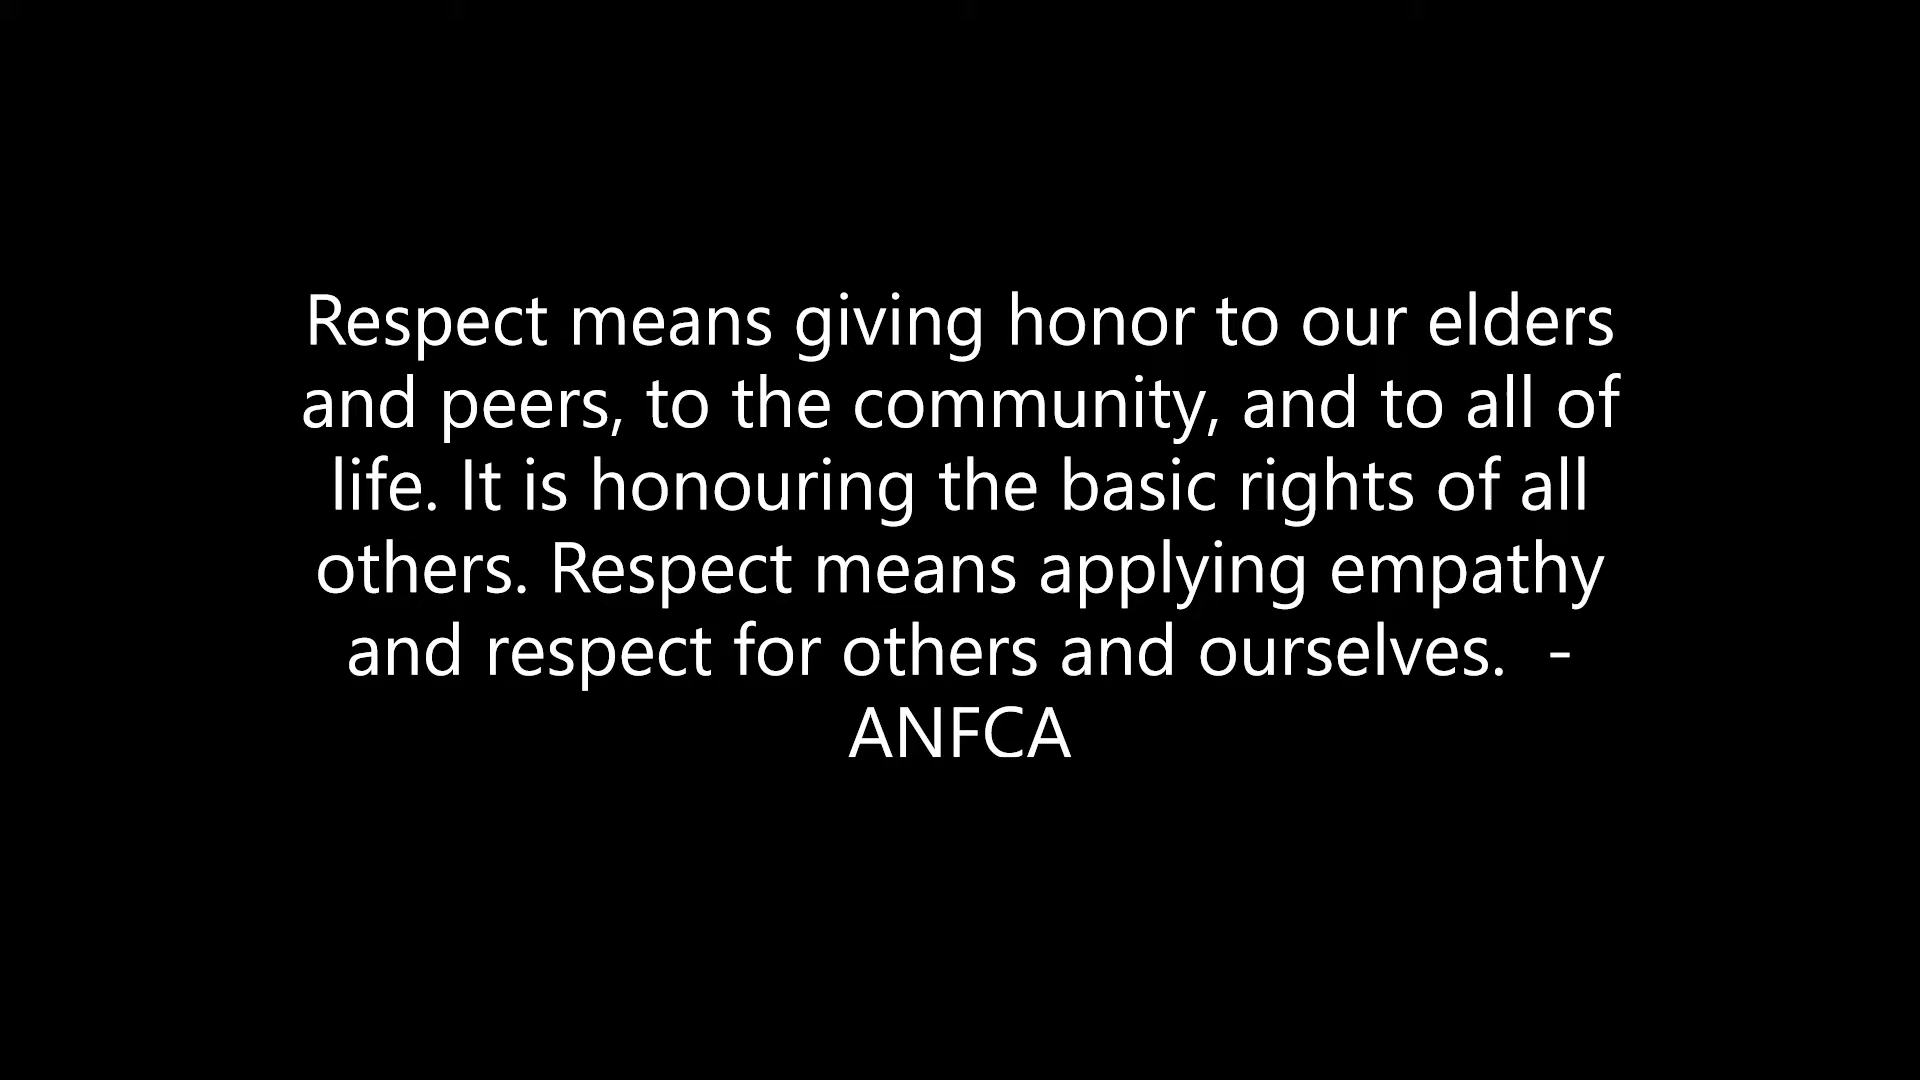 Respect means giving honor to our elders
and peers, to the community, and to all of
life. It is honouring the basic rights of all
others. Respect means applying empathy
and respect for others and ourselves.  -
ANFCA